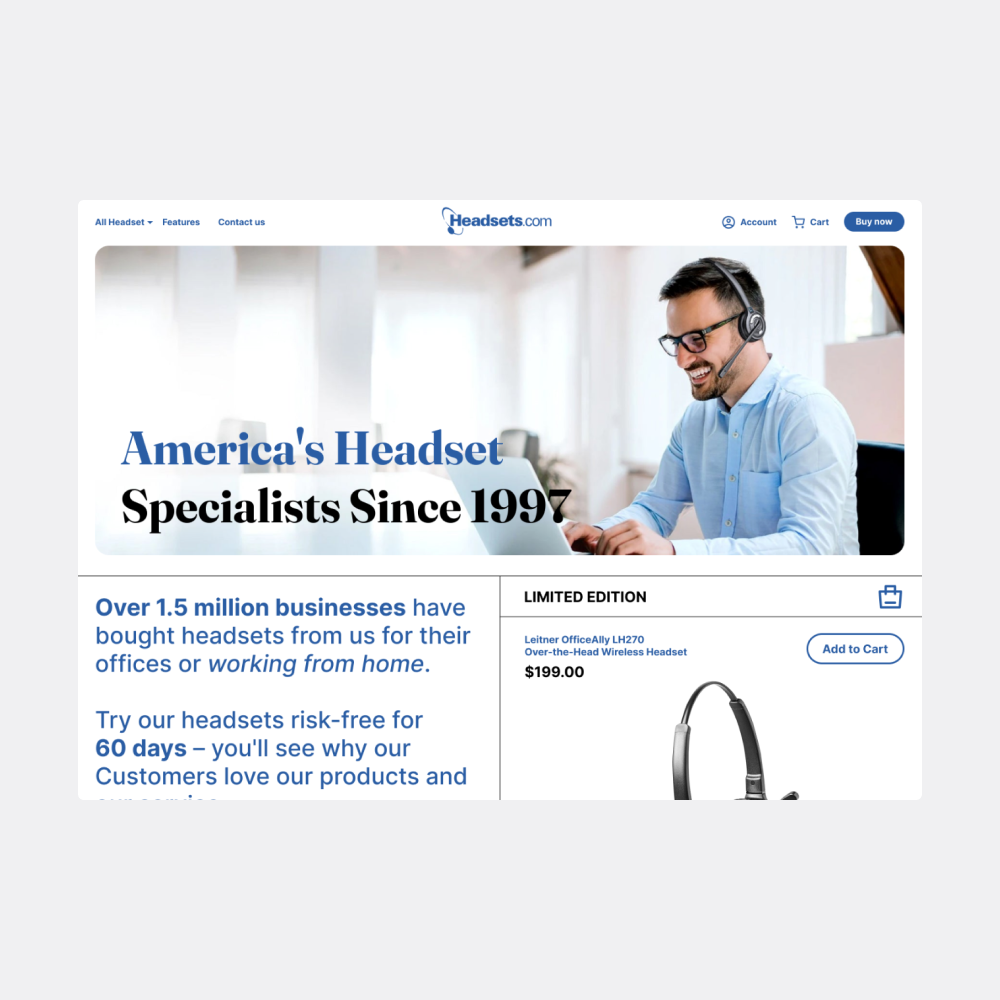 All Headset
Features
Contact us
Headsets.com
Account
Cart
Buy now
America's Headset
Specialists Since 1997
Over 1.5 million businesses have
bought headsets from us for their
offices or working from home.
Try our headsets risk-free for
60 days – you'll see why our
Customers love our products and
LIMITED EDITION
Leitner OfficeAlly LH270
Over-the-Head Wireless Headset
$199.00
Add to Cart